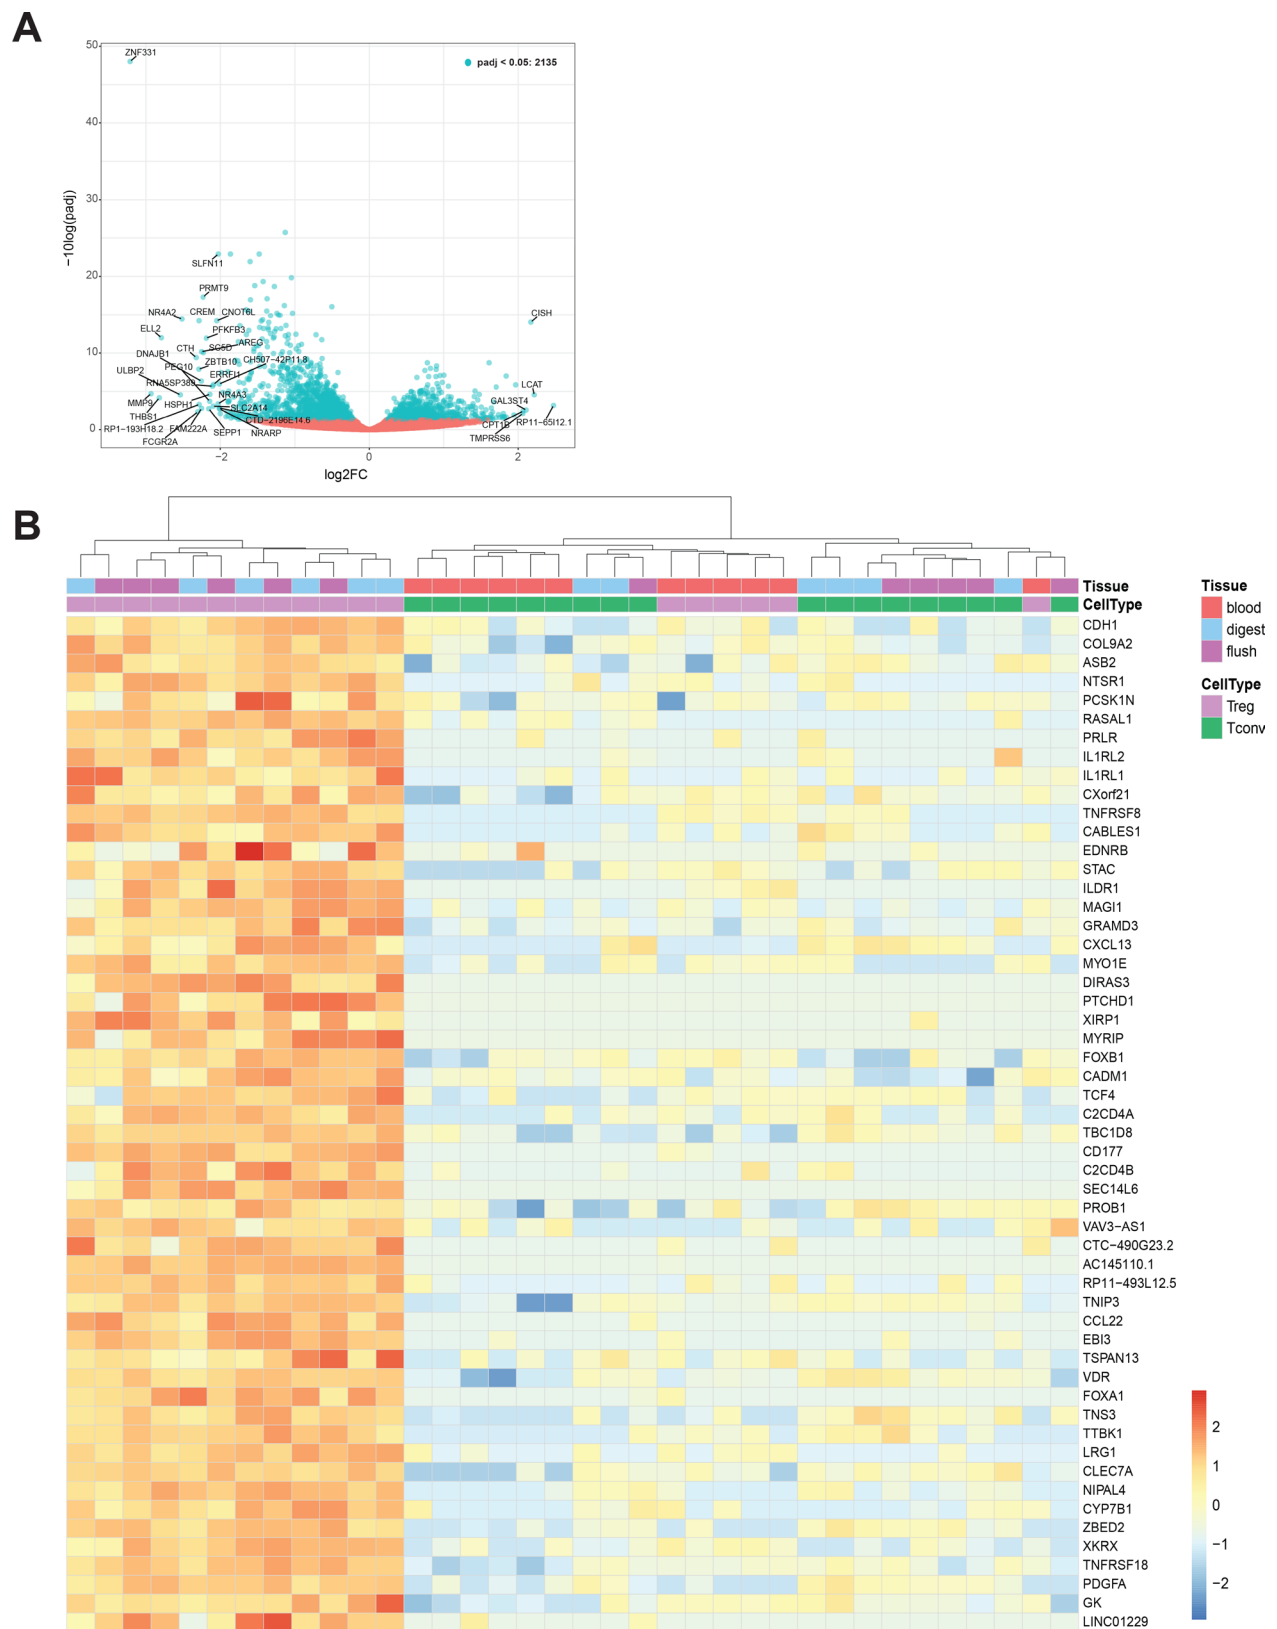 A
50
40
30
20
10
0
−10log(padj)
−2
0
2
log2FC
padj < 0.05: 2135
ZNF331
SLFN11
PRMT9
NR4A2
CREM
CNOT6L
ELL2
PFKFB3
CTH
SC5D
AREG
DNAJB1
PEG10
ZBTB10
CH507−42P11.8
ULBP2
ERRFI1
RNA5SP389
NR4A3
MMP9
HSPH1
SLC2A14
THBS1
CTD−2196E14.6
RP1−193H18.2
FAM222A
SEPP1
NRARP
FCGR2A
CISH
LCAT
GAL3ST4
CPT1B
RP11−65I12.1
TMPRSS6
B
Tissue
CellType
CDH1
COL9A2
ASB2
NTSR1
PCSK1N
RASAL1
PRLR
IL1RL2
IL1RL1
CXorf21
TNFRSF8
CABLES1
EDNRB
STAC
ILDR1
MAGI1
GRAMD3
CXCL13
MYO1E
DIRAS3
PTCHD1
XIRP1
MYRIP
FOXB1
CADM1
TCF4
C2CD4A
TBC1D8
CD177
C2CD4B
SEC14L6
PROB1
VAV3−AS1
CTC−490G23.2
AC145110.1
RP11−493L12.5
TNIP3
CCL22
EBI3
TSPAN13
VDR
FOXA1
TNS3
TTBK1
LRG1
CLEC7A
NIPAL4
CYP7B1
ZBED2
XKRX
TNFRSF18
PDGFA
GK
LINC01229
Tissue
blood
digest
flush
CellType
Treg
Tconv
2
1
0
−1
−2